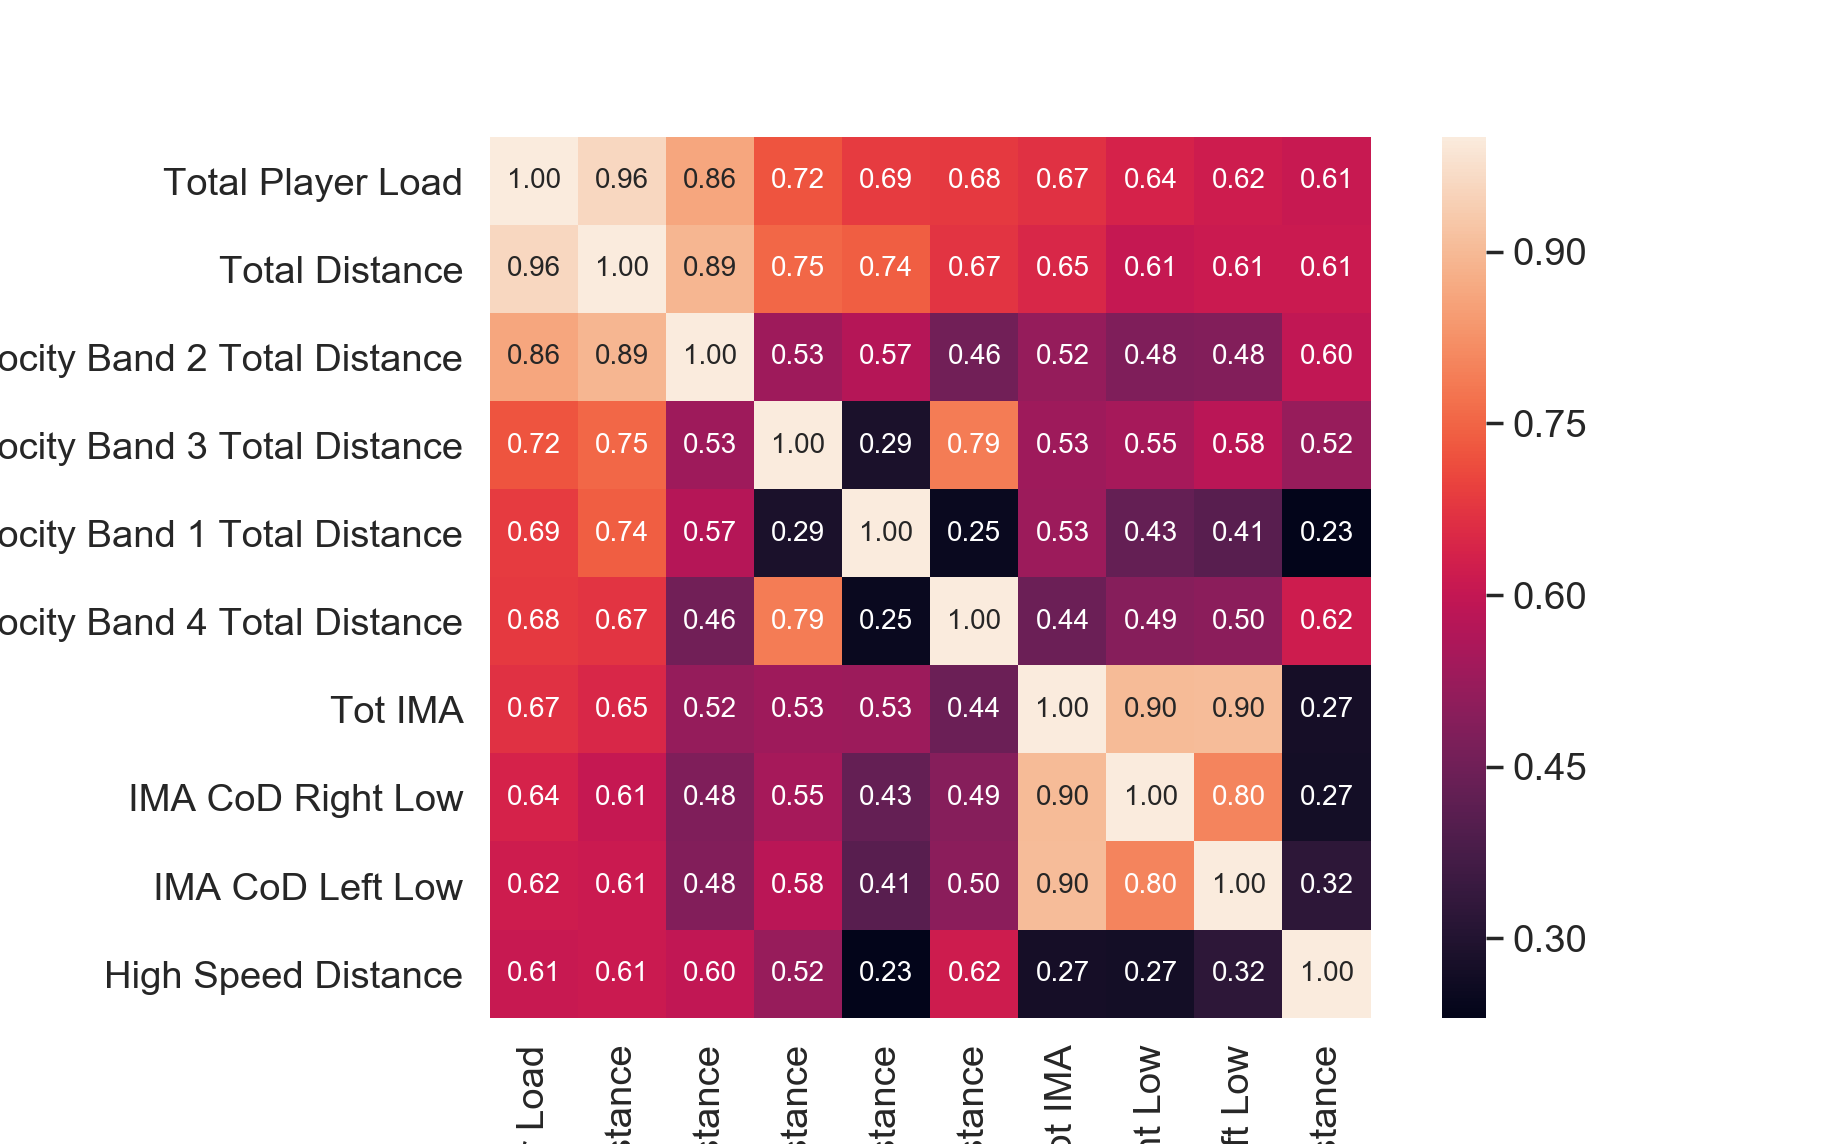 Total Player Load 1.00 0.96 0.86 0.72 0.69 0.68 0.67 0.64 0.62 0.61
Total Distance 0.96 1.00 0.89 0.75 0.74 0.67 0.65 0.61 0.61 0.61
ocity Band 2 Total Distance 0.86 0.89 1.00 0.53 0.57 0.46 0.52 0.48 0.48 0.60
ocity Band 3 Total Distance 0.72 0.75 0.53 1.00 0.29 0.79 0.53 0.55 0.58 0.52
ocity Band 1 Total Distance 0.69 0.74 0.57 0.29 1.00 0.25 0.53 0.43 0.41 0.23
ocity Band 4 Total Distance 0.68 0.67 0.46 0.79 0.25 1.00 0.44 0.49 0.50 0.62
Tot IMA 0.67 0.65 0.52 0.53 0.53 0.44 1.00 0.90 0.90 0.27
IMA CoD Right Low 0.64 0.61 0.48 0.55 0.43 0.49 0.90 1.00 0.80 0.27
IMA CoD Left Low 0.62 0.61 0.48 0.58 0.41 0.50 0.90 0.80 1.00 0.32
High Speed Distance 0.61 0.61 0.60 0.52 0.23 0.62 0.27 0.27 0.32 1.00
0.90
0.75
0.60
0.45
0.30
r Load
stance
stance
stance
stance
stance
ot IMA
ht Low
ft Low
stance